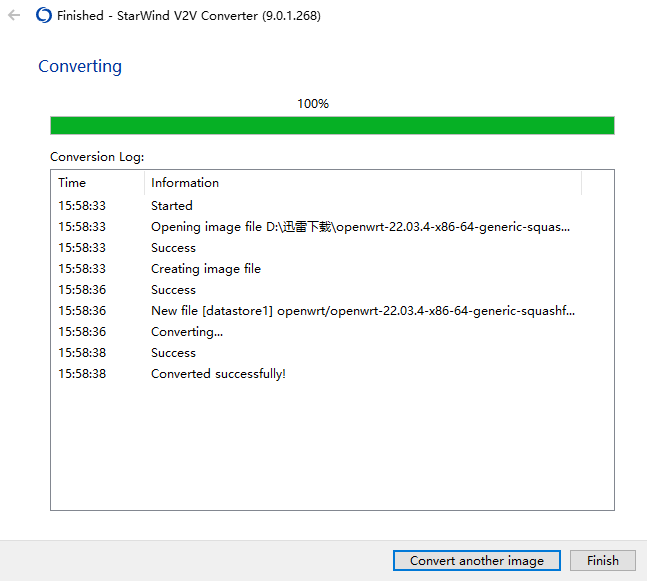 Finished - StarWind V2V Converter (9.0.1.268)
Converting
100%
Conversion Log:
Time Information
15:58:33 Started
15:58:33 Opening image file D:\迅雷下载\openwrt-22.03.4-x86-64-generic-squas...
15:58:33 Success
15:58:33 Creating image file
15:58:36 Success
15:58:36 New file [datastore1] openwrt/openwrt-22.03.4-x86-64-generic-squashf...
15:58:36 Converting...
15:58:38 Success
15:58:38 Converted successfully!
Convert another image Finish